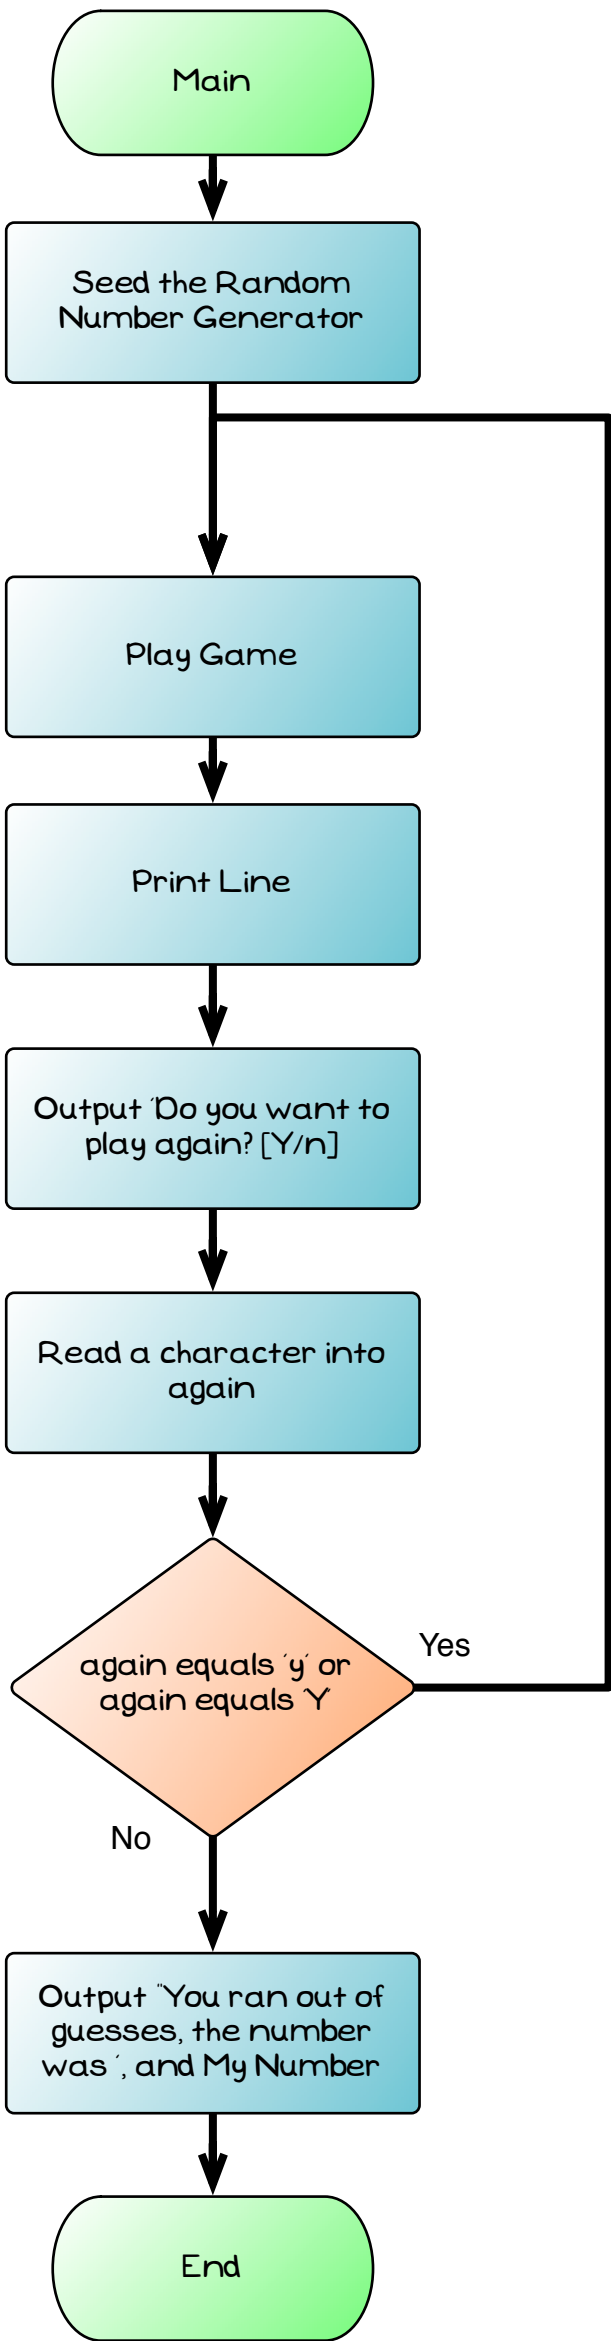 Main
Seed the Random
Number Generator
Play Game
Print Line
Output 'Do you want to
play again? [Y/n]
Read a character into
again
again equals 'y' or
again equals 'Y'
Yes
No
Output "You ran out of
guesses, the number
was ', and My Number
End